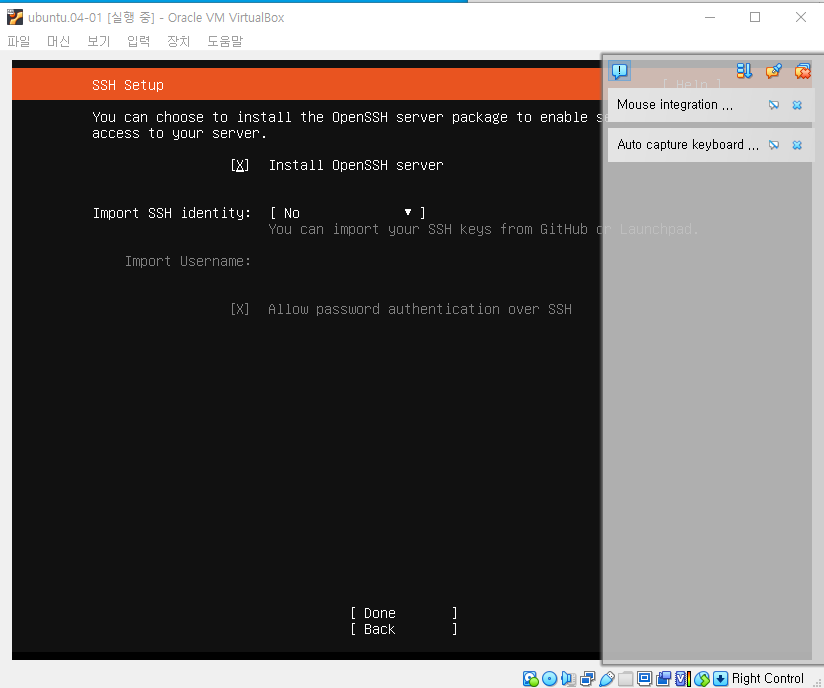 ubuntu.04-01 [실행 중] - Oracle VM VirtualBox
파일 머신 보기 입력 장치 도움말
SSH Setup [ Help ]
You can choose to install the OpenSSH server package to enable
access to your server.
[X] Install OpenSSH server
Import SSH identity: [ No ▼ ]
You can import your SSH keys from GitHub or Launchpad.
Import Username:
[X] Allow password authentication over SSH
[ Done ]
[ Back ]
Mouse integration ...
Auto capture keyboard ...
Right Control